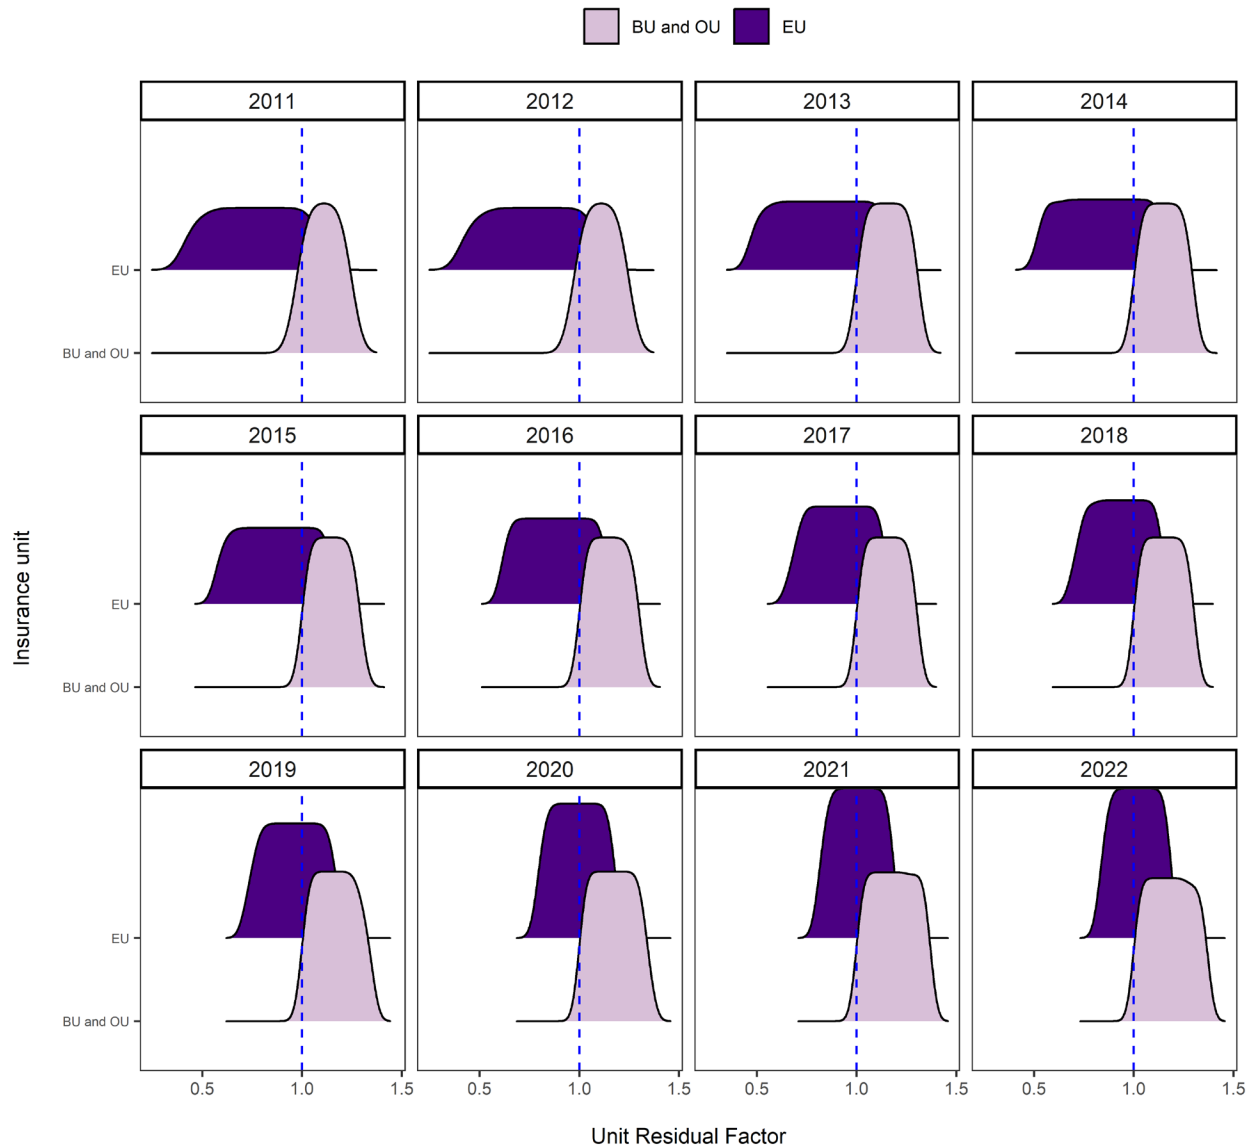 BU and OU EU
2011 2012 2013 2014
EU
BU and OU
2015 2016 2017 2018
Insurance unit
EU
BU and OU
2019 2020 2021 2022
EU
BU and OU
0.5 1.0 1.5 0.5 1.0 1.5 0.5 1.0 1.5 0.5 1.0 1.5
Unit Residual Factor